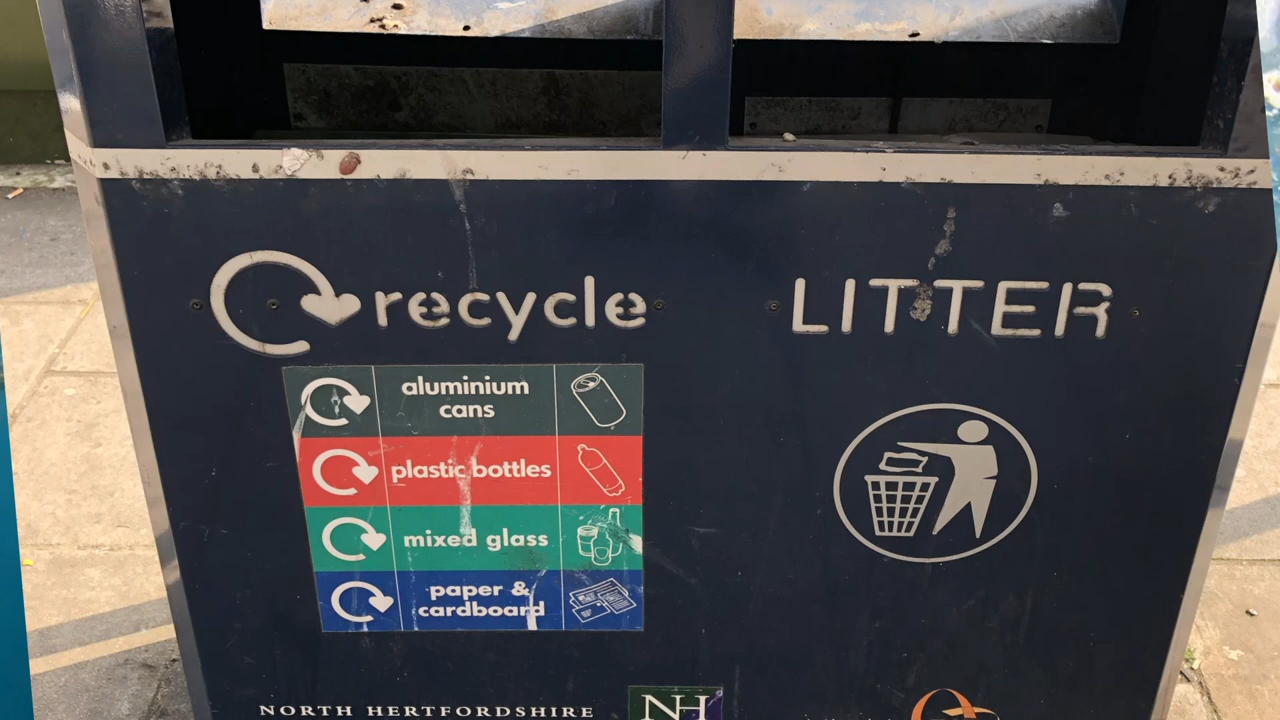 recycle
LITTER
aluminium
cans
plastic bottles
mixed glass
paper &
cardboard
NORTH HERTFORDSHIRE
NH